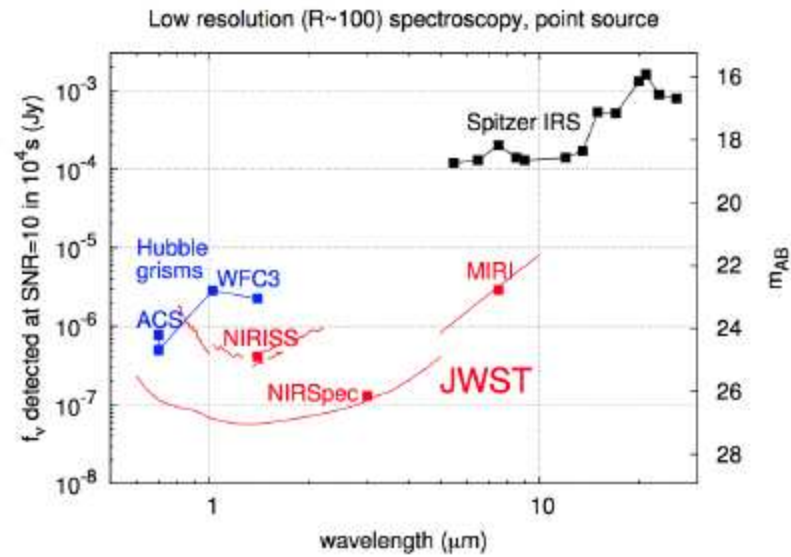 Low resolution (R~100) spectroscopy, point source
f_ν detected at SNR=10 in 10^4s (Jy)
10^-3
10^-4
10^-5
10^-6
10^-7
10^-8
16
18
20
22
24
26
28
m_AB
Spitzer IRS
Hubble
grisms
WFC3
ACS
NIRISS
MIRI
NIRSpec
JWST
1
10
wavelength (μm)